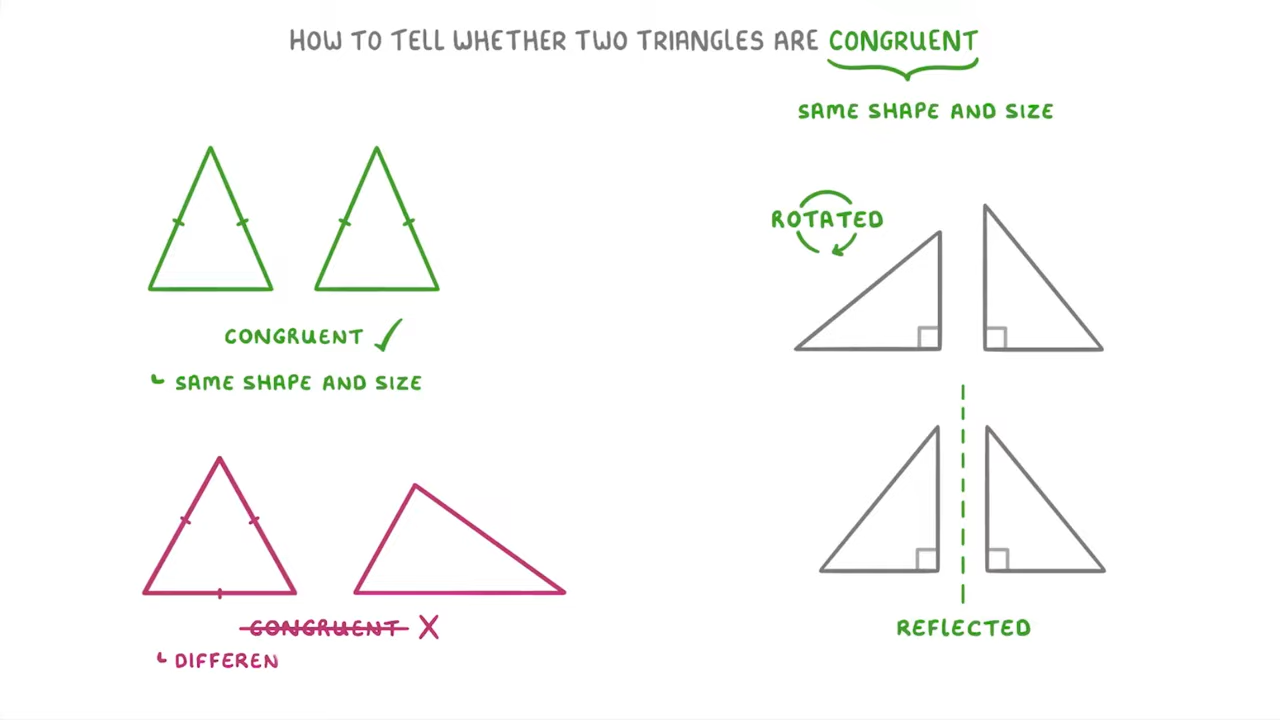 HOW TO TELL WHETHER TWO TRIANGLES ARE CONGRUENT
SAME SHAPE AND SIZE
CONGRUENT ✓
SAME SHAPE AND SIZE
CONGRUENT X
DIFFEREN
ROTATED
REFLECTED